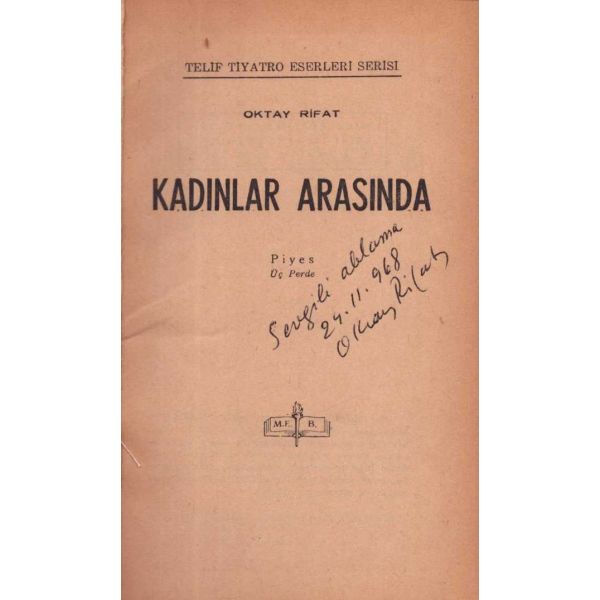 TELİF TİYATRO ESERLERİ SERİSİ
OKTAY RİFAT
KADINLAR ARASINDA
Piyes
Üç Perde
Sevgili ablama
24.11.968
Oktay Rifat
M.E. B.